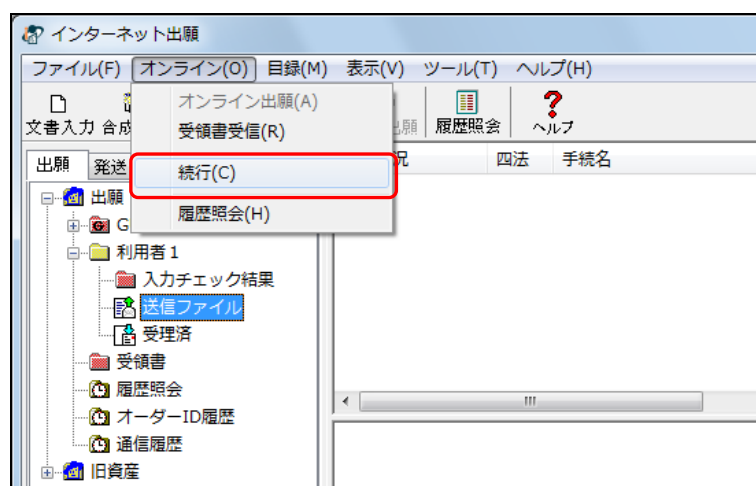 インターネット出願
ファイル(F) オンライン(O) 目録(M) 表示(V) ツール(T) ヘルプ(H)
文書入力 合成 出願 履歴照会 ヘルプ
オンライン出願(A)
受領書受信(R)
続行(C)
履歴照会(H)
出願 発送
況 四法 手続名
出願
G
利用者1
入力チェック結果
送信ファイル
受理済
受領書
履歴照会
オーダーID履歴
通信履歴
旧資産